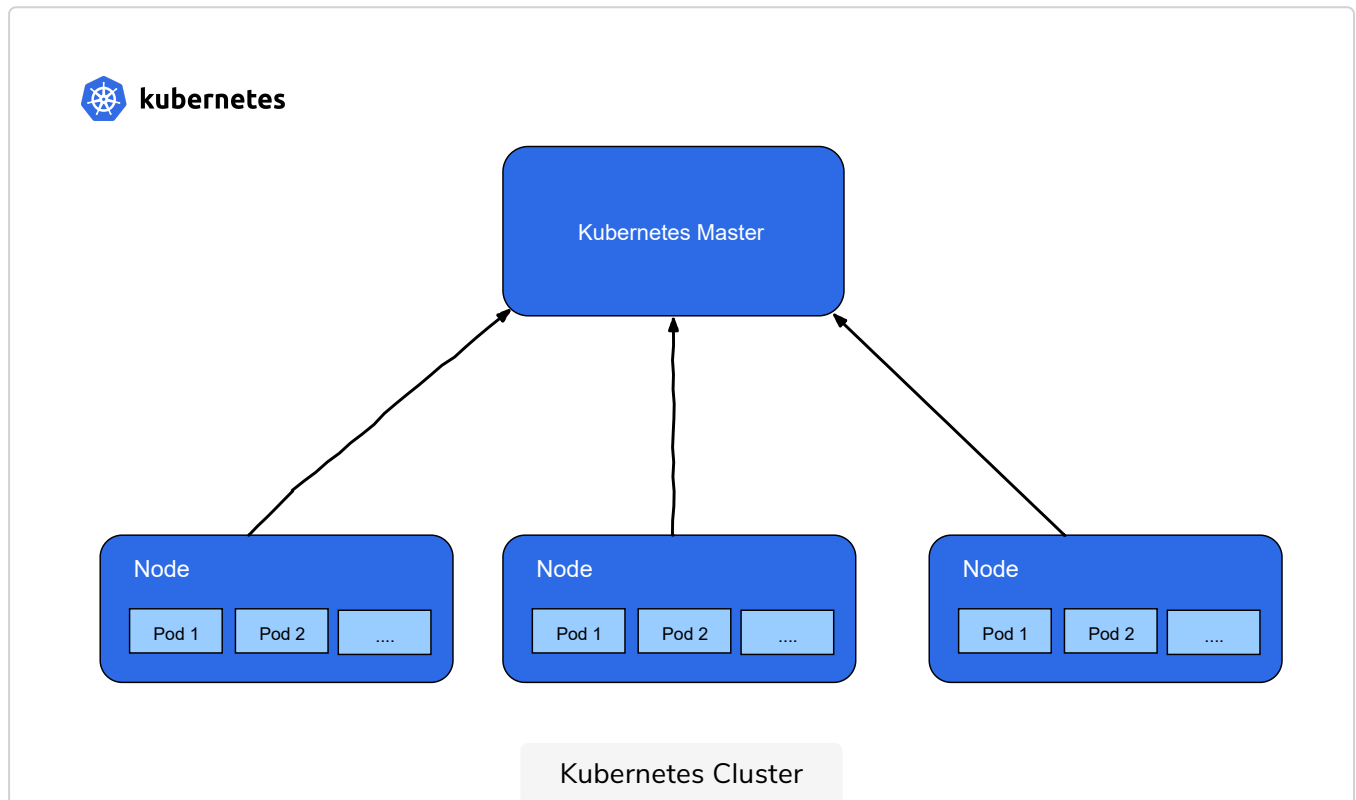 kubernetes
Kubernetes Master
Node
Pod 1
Pod 2
....
Node
Pod 1
Pod 2
....
Node
Pod 1
Pod 2
....
Kubernetes Cluster